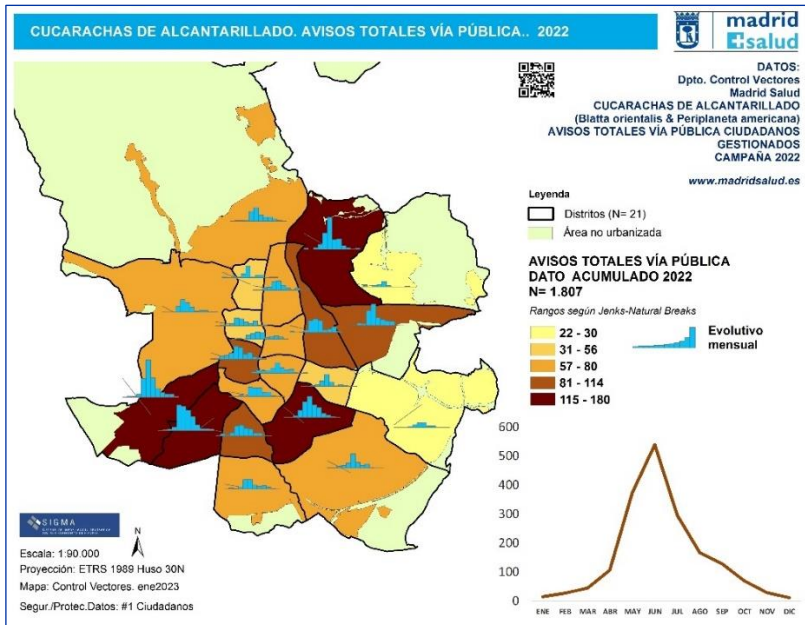 CUCARACHAS DE ALCANTARILLADO. AVISOS TOTALES VÍA PÚBLICA.. 2022
madrid
salud
DATOS:
Dpto. Control Vectores
Madrid Salud
CUCARACHAS DE ALCANTARILLADO
(Blatta orientalis & Periplaneta americana)
AVISOS TOTALES VÍA PÚBLICA CIUDADANOS
GESTIONADOS
CAMPAÑA 2022
www.madridsalud.es
Leyenda
Distritos (N= 21)
Área no urbanizada
AVISOS TOTALES VÍA PÚBLICA
DATO ACUMULADO 2022
N= 1.807
Rangos según Jenks-Natural Breaks
22 - 30
31 - 56
57 - 80
81 - 114
115 - 180
Evolutivo
mensual
600
500
400
300
200
100
0
ENE FEB MAR ABR MAY JUN JUL AGO SEP OCT NOV DIC
SIGMA
N
Escala: 1:90.000
Proyección: ETRS 1989 Huso 30N
Mapa: Control Vectores. ene2023
Segur./Protec.Datos: #1 Ciudadanos